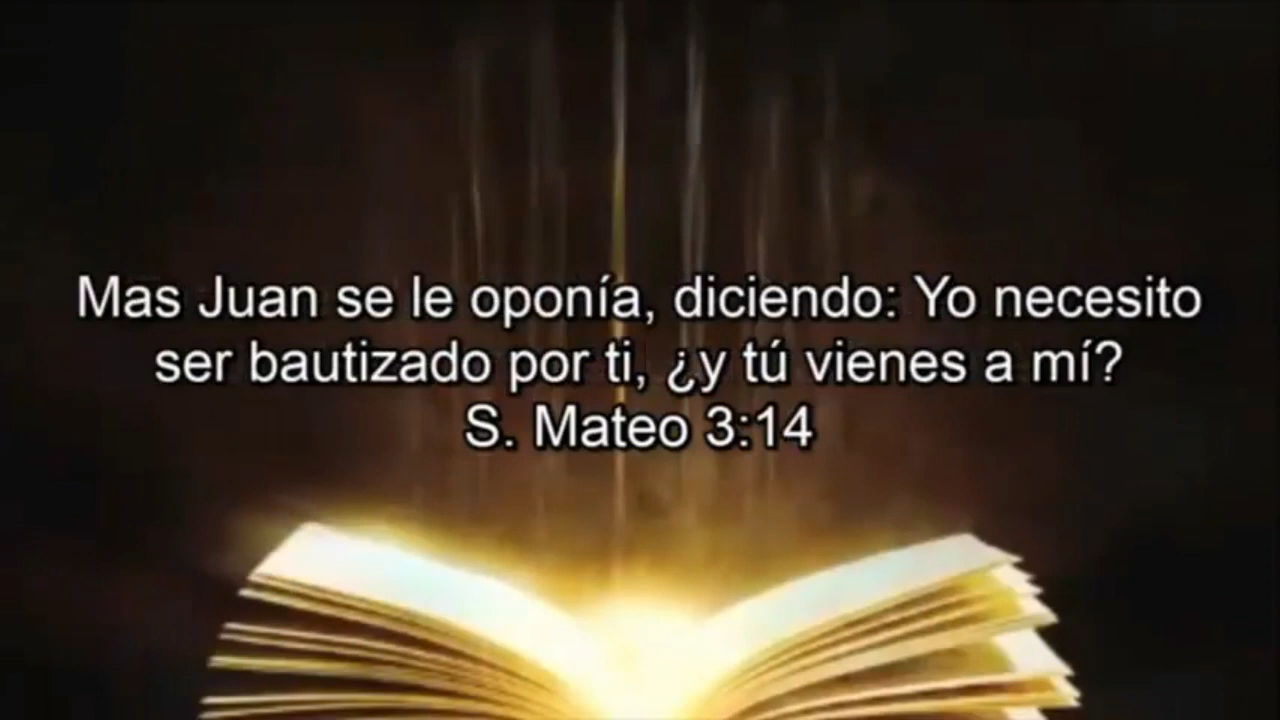 Mas Juan se le oponía, diciendo: Yo necesito
ser bautizado por ti, ¿y tú vienes a mí?
S. Mateo 3:14